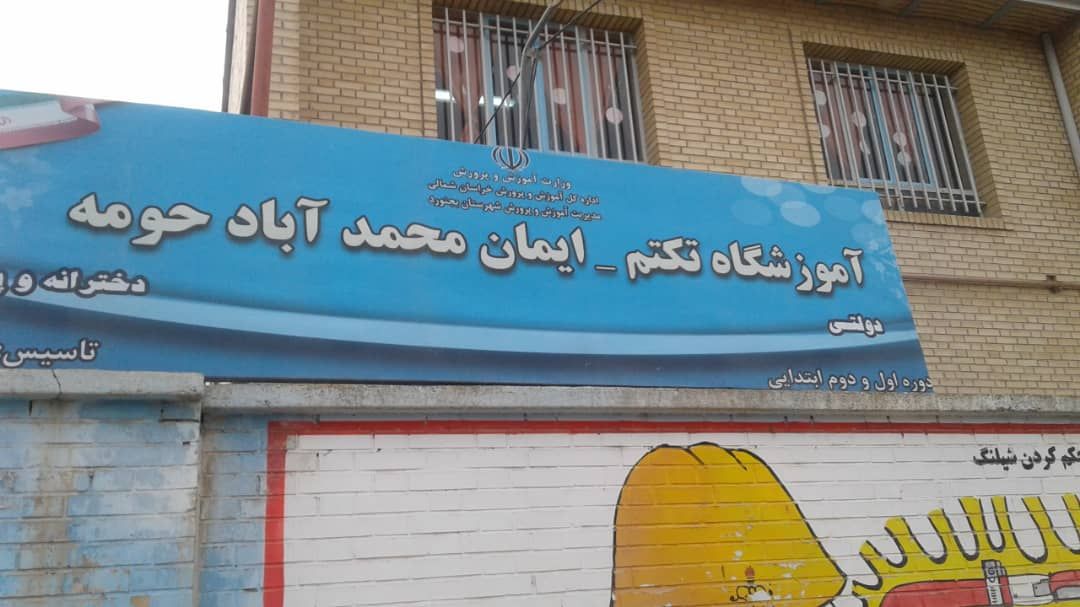 وزارت آموزش و پرورش
اداره کل آموزش و پرورش خراسان شمالی
مدیریت آموزش و پرورش شهرستان بجنورد
آموزشگاه تکتم _ ایمان محمد آباد حومه
دخترانه و
دولتی
تاسیس:
دوره اول و دوم ابتدایی
کردن شیلنگ